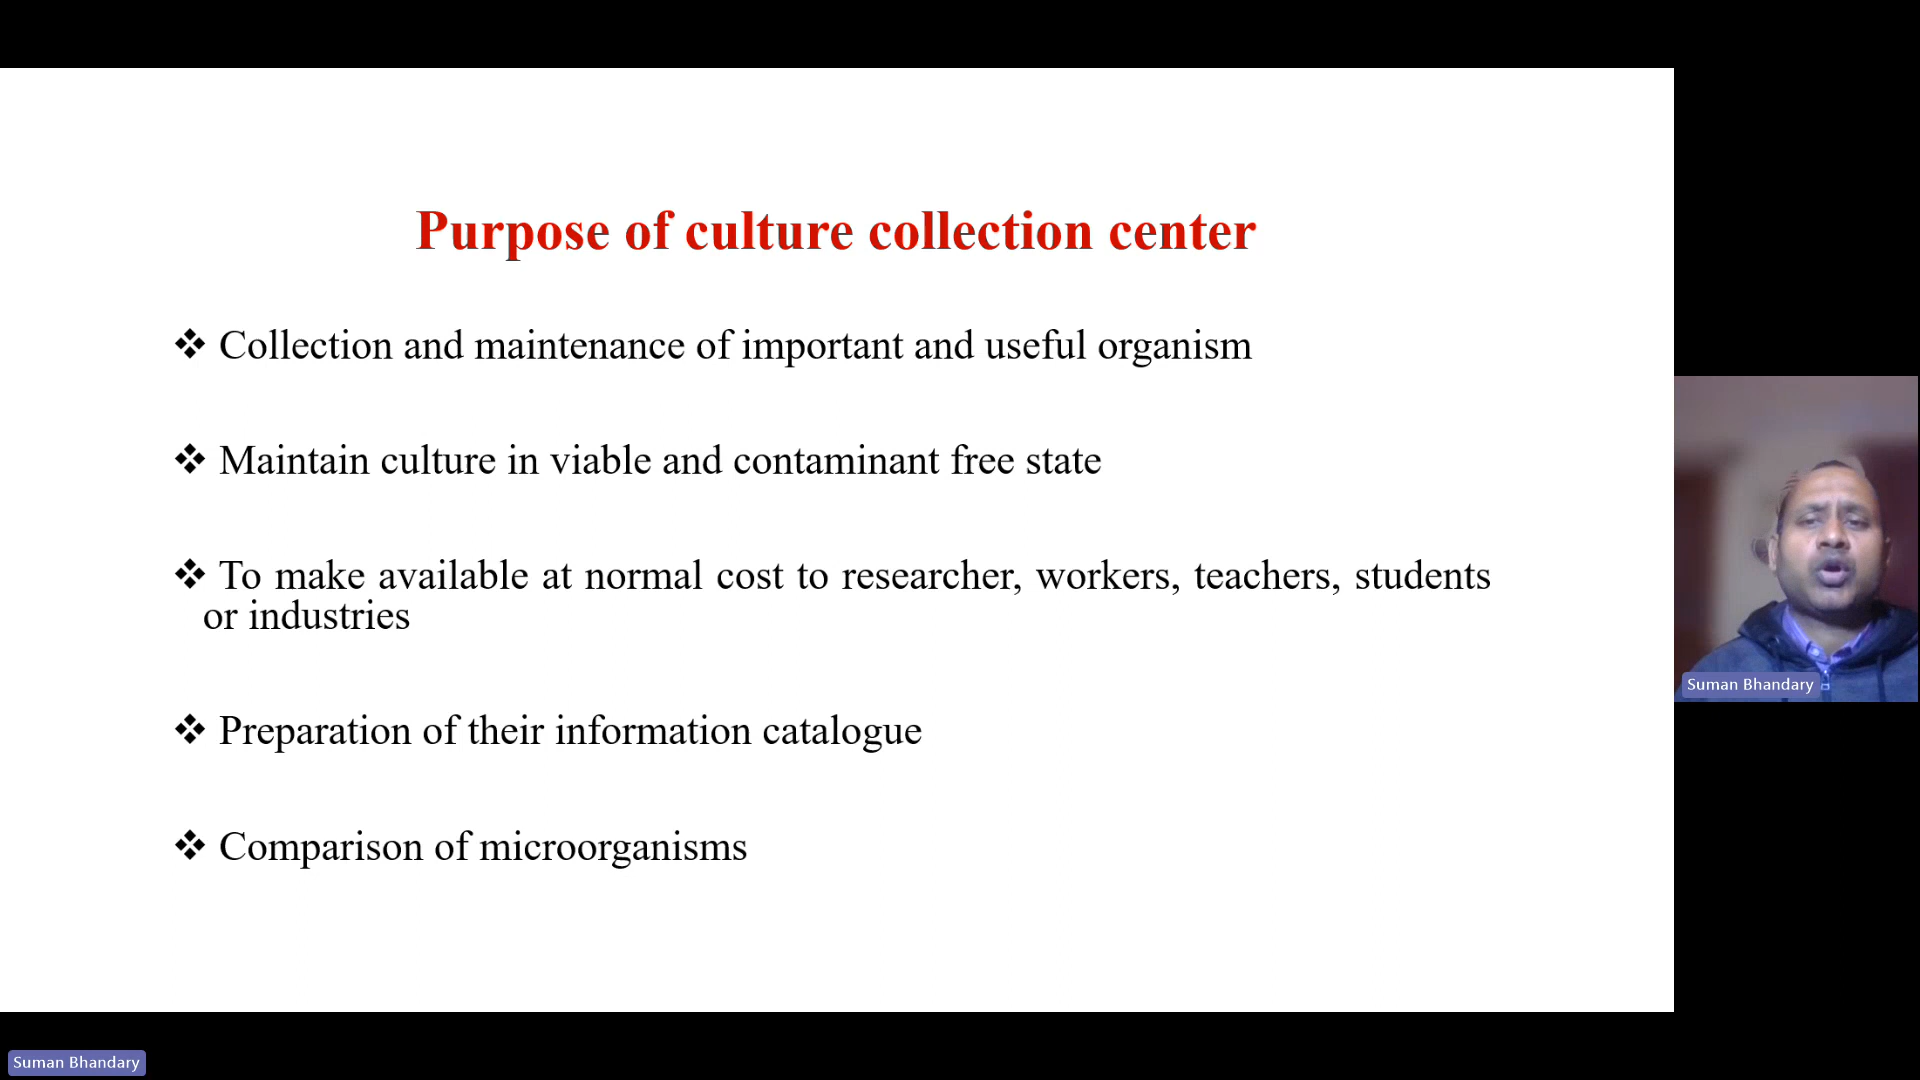 Purpose of culture collection center
❖ Collection and maintenance of important and useful organism
❖ Maintain culture in viable and contaminant free state
❖ To make available at normal cost to researcher, workers, teachers, students
or industries
❖ Preparation of their information catalogue
❖ Comparison of microorganisms
Suman Bhandary
Suman Bhandary